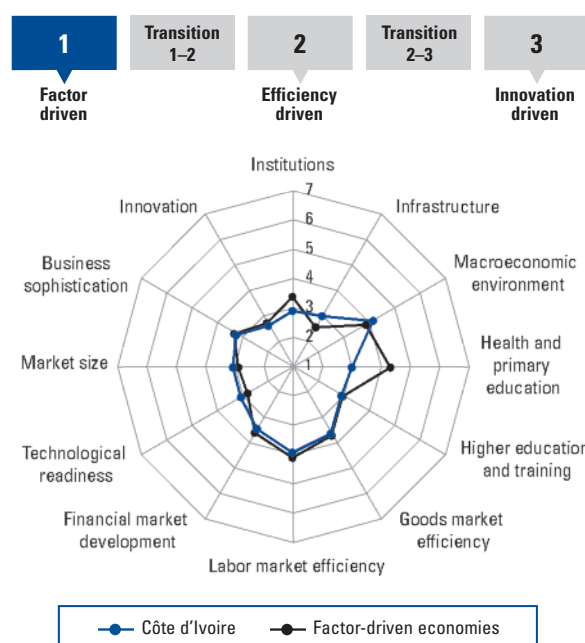 1
Transition
1–2
2
Transition
2–3
3
Factor
driven
Efficiency
driven
Innovation
driven
Institutions
7
6
5
4
3
2
1
Infrastructure
Macroeconomic
environment
Health and
primary
education
Higher education
and training
Goods market
efficiency
Labor market efficiency
Financial market
development
Technological
readiness
Market size
Business
sophistication
Innovation
Côte d'Ivoire
Factor-driven economies